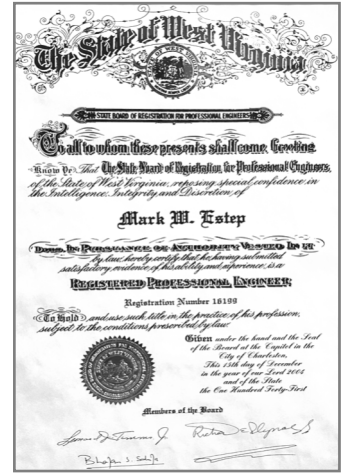 The State of West Virginia
STATE BOARD OF REGISTRATION FOR PROFESSIONAL ENGINEERS
To all to whom these presents shall come, Greeting
Know Ye That The State Board of Registration for Professional Engineers,
of the State of West Virginia, reposing special confidence in
the Intelligence, Integrity and Discretion, of
Mark W. Estep
DOES, IN PURSUANCE OF AUTHORITY VESTED IN IT
by law, hereby certify that he having submitted
satisfactory evidence of his ability and experience, is a
REGISTERED PROFESSIONAL ENGINEER;
Registration Number 16199
To Hold, and use such title in the practice of his profession,
subject to the conditions prescribed by law.
Given under the hand and the Seal
of the Board at the Capitol in the
City of Charleston,
This 15th day of December
in the year of our Lord 2004
and of the State
the One Hundred Forty-First
Members of the Board